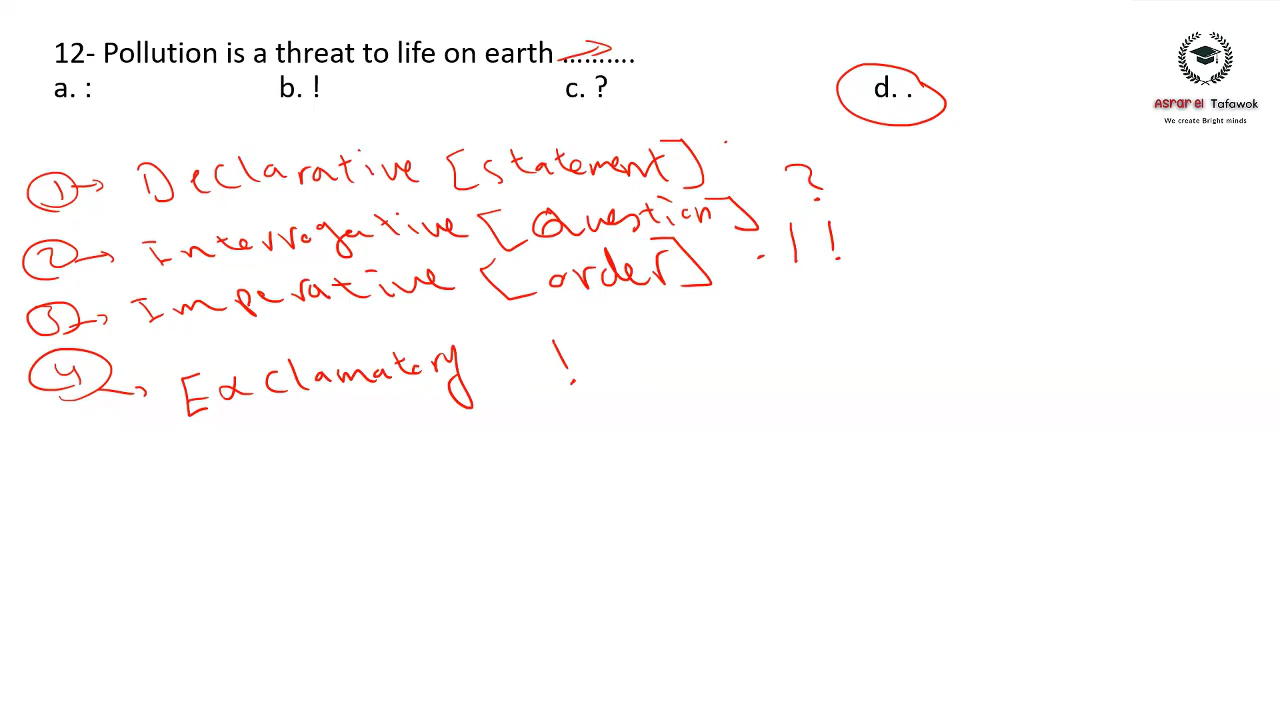 12- Pollution is a threat to life on earth ..........
a. : b. ! c. ? d. .
Asrar el Tafawok
We create Bright minds
1 → Declarative [statement] .
2 → Interrogative [Question] ?
3 → Imperative [order] . | !
4 → Exclamatory !